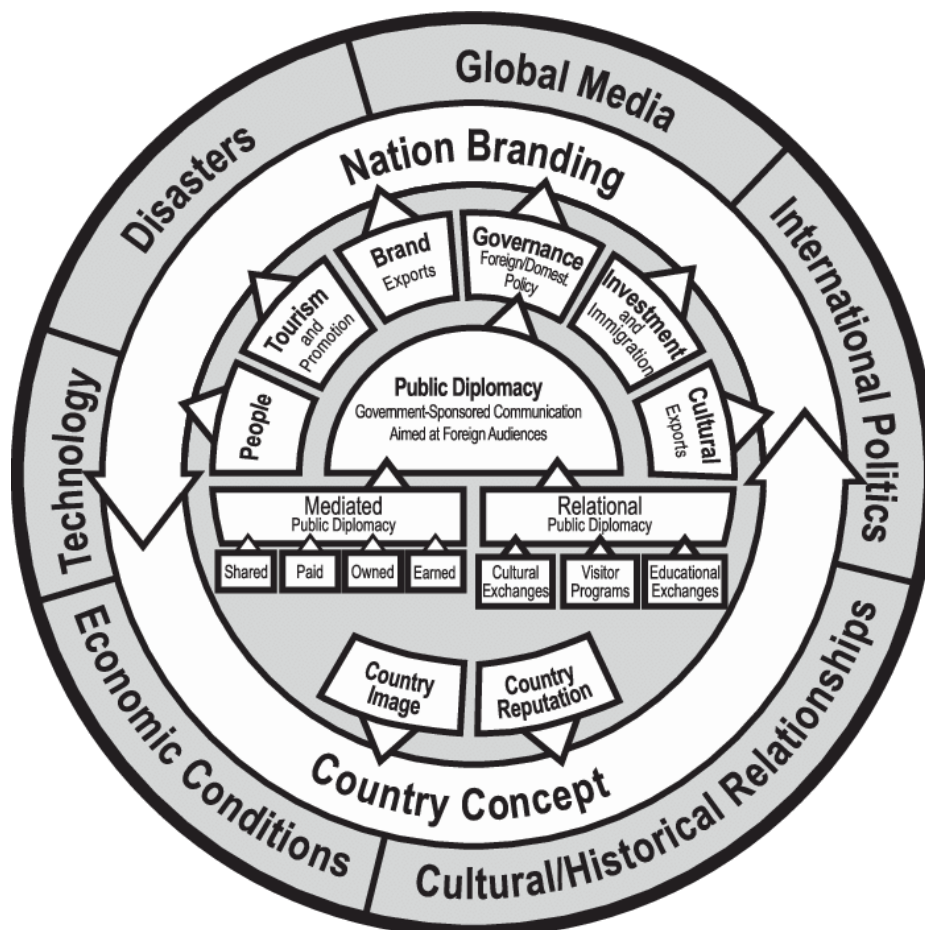 Global Media
International Politics
Cultural/Historical Relationships
Economic Conditions
Technology
Disasters
Nation Branding
People
Tourism
and
Promotion
Brand
Exports
Governance
Foreign/Domest.
Policy
Investment
and
Immigration
Cultural
Exports
Public Diplomacy
Government-Sponsored Communication
Aimed at Foreign Audiences
Mediated
Public Diplomacy
Relational
Public Diplomacy
Shared
Paid
Owned
Earned
Cultural
Exchanges
Visitor
Programs
Educational
Exchanges
Country
Image
Country
Reputation
Country Concept